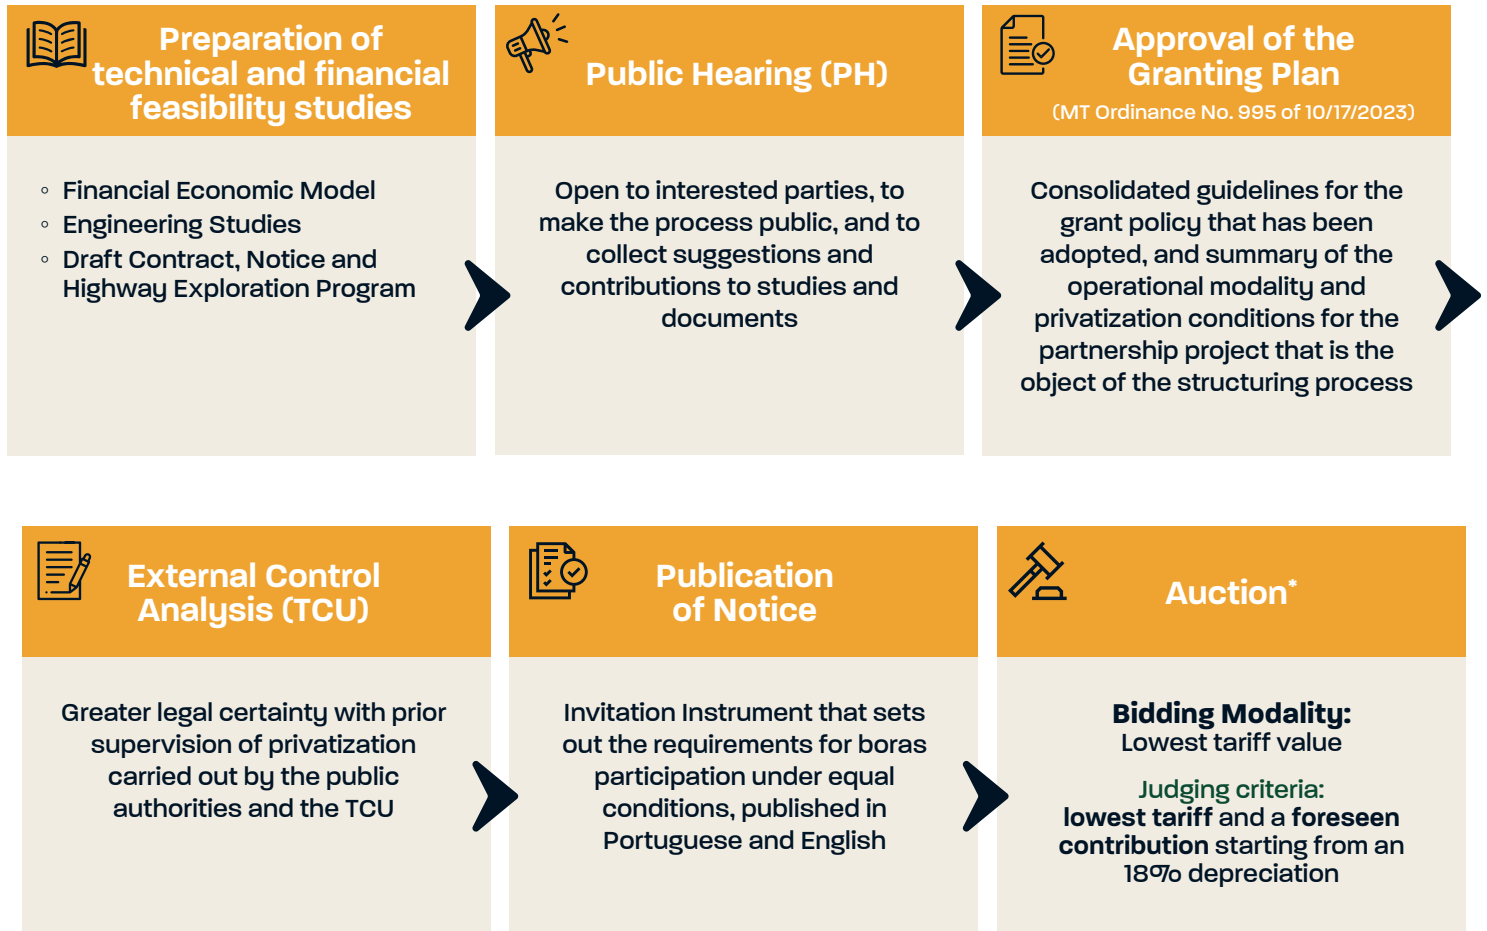 Preparation of
technical and financial
feasibility studies
◦ Financial Economic Model
◦ Engineering Studies
◦ Draft Contract, Notice and
Highway Exploration Program
Public Hearing (PH)
Open to interested parties, to
make the process public, and to
collect suggestions and
contributions to studies and
documents
Approval of the
Granting Plan
(MT Ordinance No. 995 of 10/17/2023)
Consolidated guidelines for the
grant policy that has been
adopted, and summary of the
operational modality and
privatization conditions for the
partnership project that is the
object of the structuring process
External Control
Analysis (TCU)
Greater legal certainty with prior
supervision of privatization
carried out by the public
authorities and the TCU
Publication
of Notice
Invitation Instrument that sets
out the requirements for boras
participation under equal
conditions, published in
Portuguese and English
Auction*
Bidding Modality:
Lowest tariff value
Judging criteria:
lowest tariff and a foreseen
contribution starting from an
18% depreciation